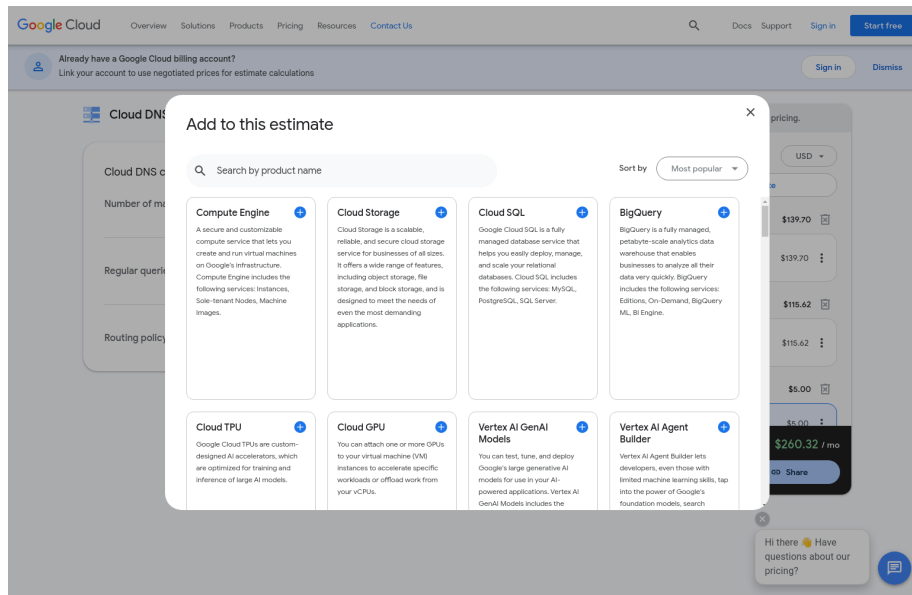 Google Cloud Overview Solutions Products Pricing Resources Contact Us Docs Support Sign in Start free
Already have a Google Cloud billing account?
Link your account to use negotiated prices for estimate calculations
Sign in Dismiss
Cloud DNS
pricing.
Cloud DNS
USD
Number of
$139.70
$139.70
Regular
$115.62
$115.62
Routing policy
$5.00
$5.00
$260.32 / mo
Share
Add to this estimate
Search by product name
Sort by Most popular
Compute Engine
A secure and customizable
compute service that lets you
create and run virtual machines
on Google's infrastructure.
Compute Engine includes the
following services: Instances,
Sole-tenant Nodes, Machine
Images.
Cloud Storage
Cloud Storage is a scalable,
reliable, and secure cloud storage
service for businesses of all sizes.
It offers a wide range of features,
including object storage, file
storage, and block storage, and is
designed to meet the needs of
even the most demanding
applications.
Cloud SQL
Google Cloud SQL is a fully
managed database service that
helps you easily deploy, manage,
and scale your relational
databases. Cloud SQL includes
the following services: MySQL,
PostgreSQL, SQL Server.
BigQuery
BigQuery is a fully managed,
petabyte-scale analytics data
warehouse that enables
businesses to analyze all their
data very quickly. BigQuery
includes the following services:
Editions, On-Demand, BigQuery
ML, BI Engine.
Cloud TPU
Google Cloud TPUs are custom-
designed AI accelerators, which
are optimized for training and
inference of large AI models.
Cloud GPU
You can attach one or more GPUs
to your virtual machine (VM)
instances to accelerate specific
workloads or offload work from
your vCPUs.
Vertex AI GenAI
Models
You can test, tune, and deploy
Google's large generative AI
models for use in your AI-
powered applications. Vertex AI
GenAI Models includes the
Vertex AI Agent
Builder
Vertex AI Agent Builder lets
developers, even those with
limited machine learning skills, tap
into the power of Google's
foundation models, search
Hi there 👋 Have
questions about our
pricing?